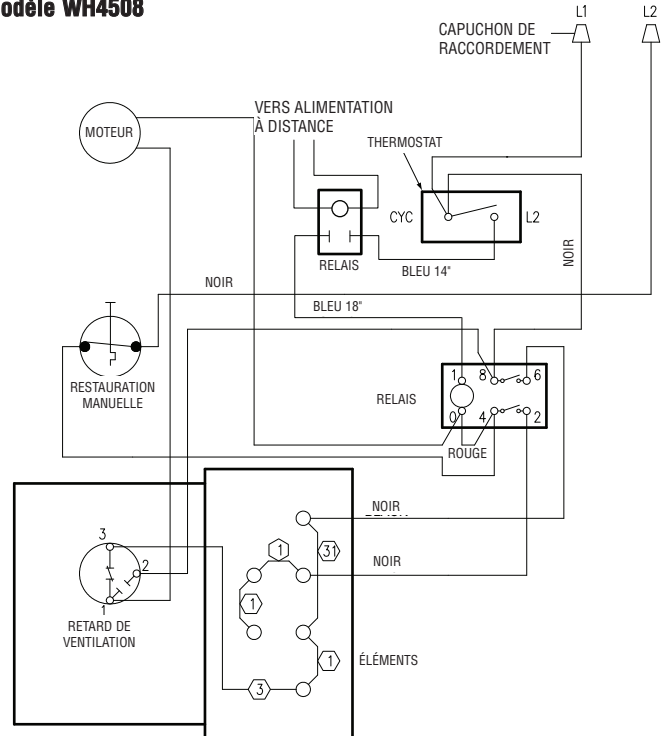 odèle WH4508
L1
L2
CAPUCHON DE
RACCORDEMENT
MOTEUR
VERS ALIMENTATION
À DISTANCE
THERMOSTAT
CYC
L2
RELAIS
BLEU 14"
NOIR
NOIR
BLEU 18"
RESTAURATION
MANUELLE
RELAIS
1
8
6
0
4
2
ROUGE
NOIR
NOIR
3
2
1
RETARD DE
VENTILATION
1
31
1
1
3
ÉLÉMENTS